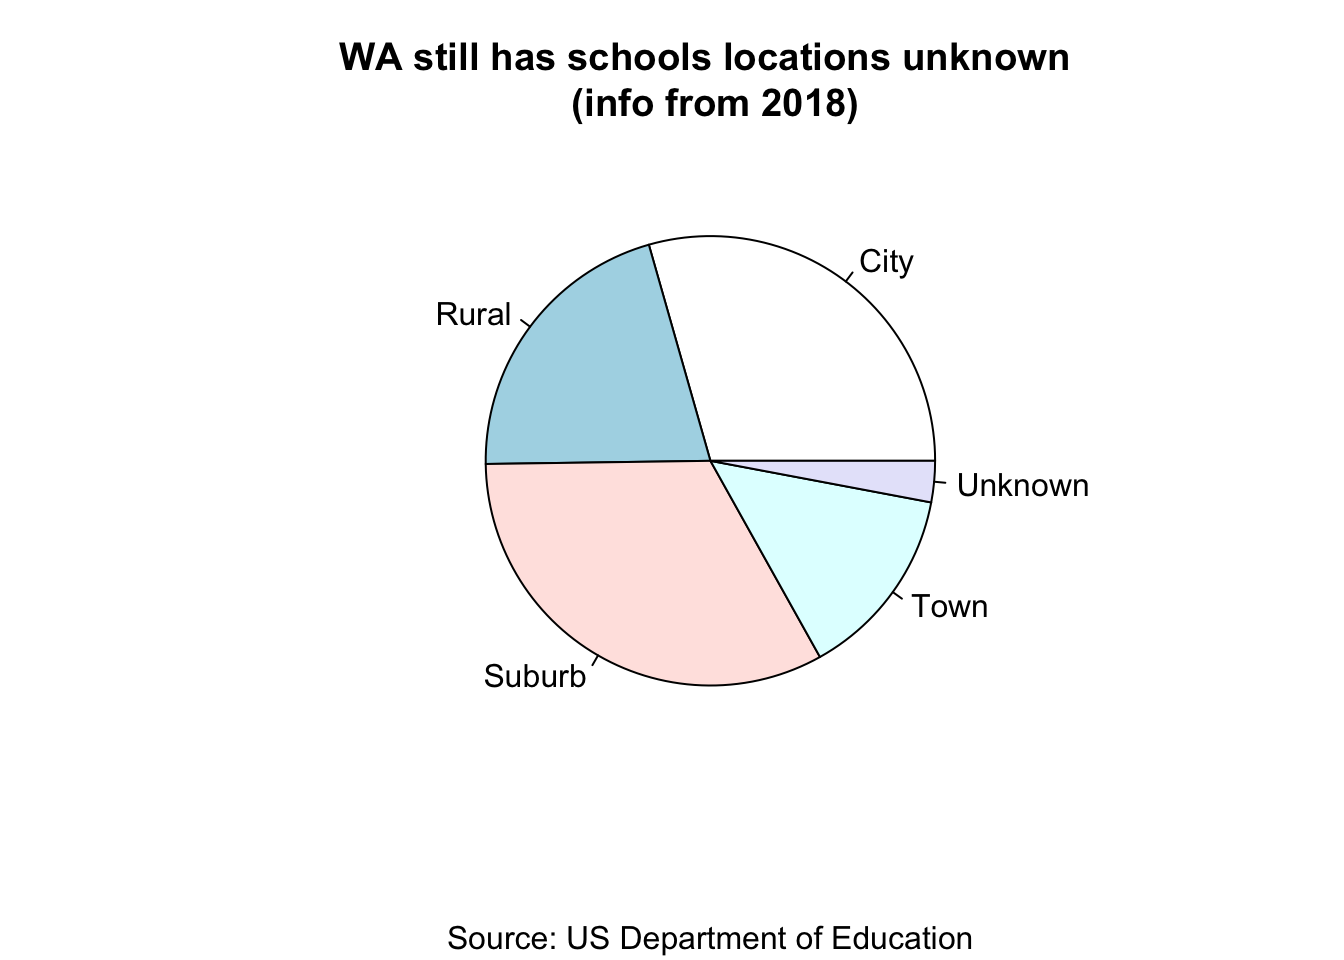 WA still has schools locations unknown
(info from 2018)
City
Rural
Unknown
Town
Suburb
Source: US Department of Education